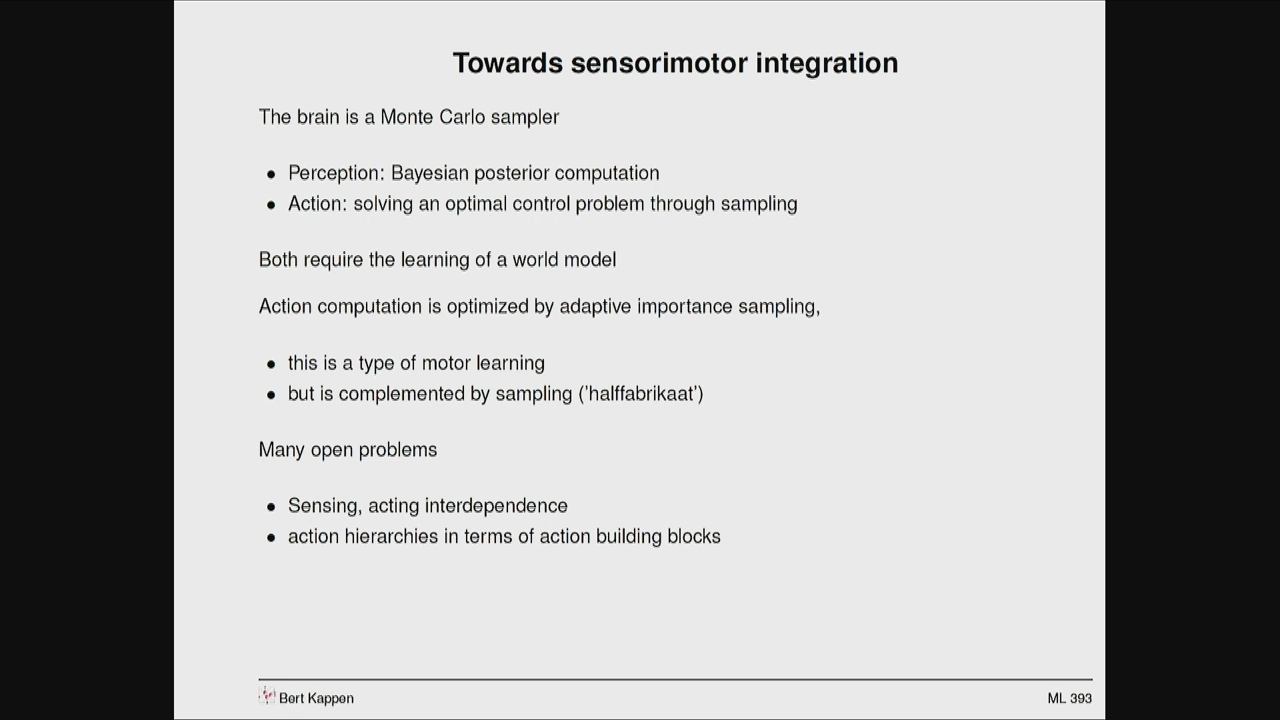 Towards sensorimotor integration
The brain is a Monte Carlo sampler
• Perception: Bayesian posterior computation
• Action: solving an optimal control problem through sampling
Both require the learning of a world model
Action computation is optimized by adaptive importance sampling,
• this is a type of motor learning
• but is complemented by sampling ('halffabrikaat')
Many open problems
• Sensing, acting interdependence
• action hierarchies in terms of action building blocks
Bert Kappen
ML 393